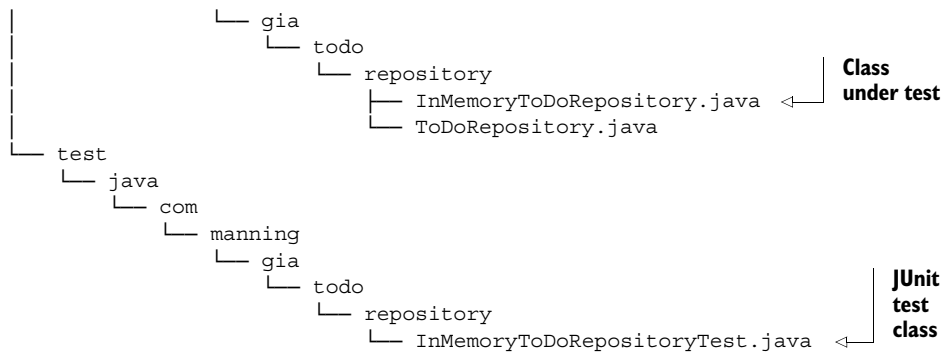 gia
todo
repository
InMemoryToDoRepository.java
ToDoRepository.java
Class
under test
test
java
com
manning
gia
todo
repository
InMemoryToDoRepositoryTest.java
JUnit
test
class